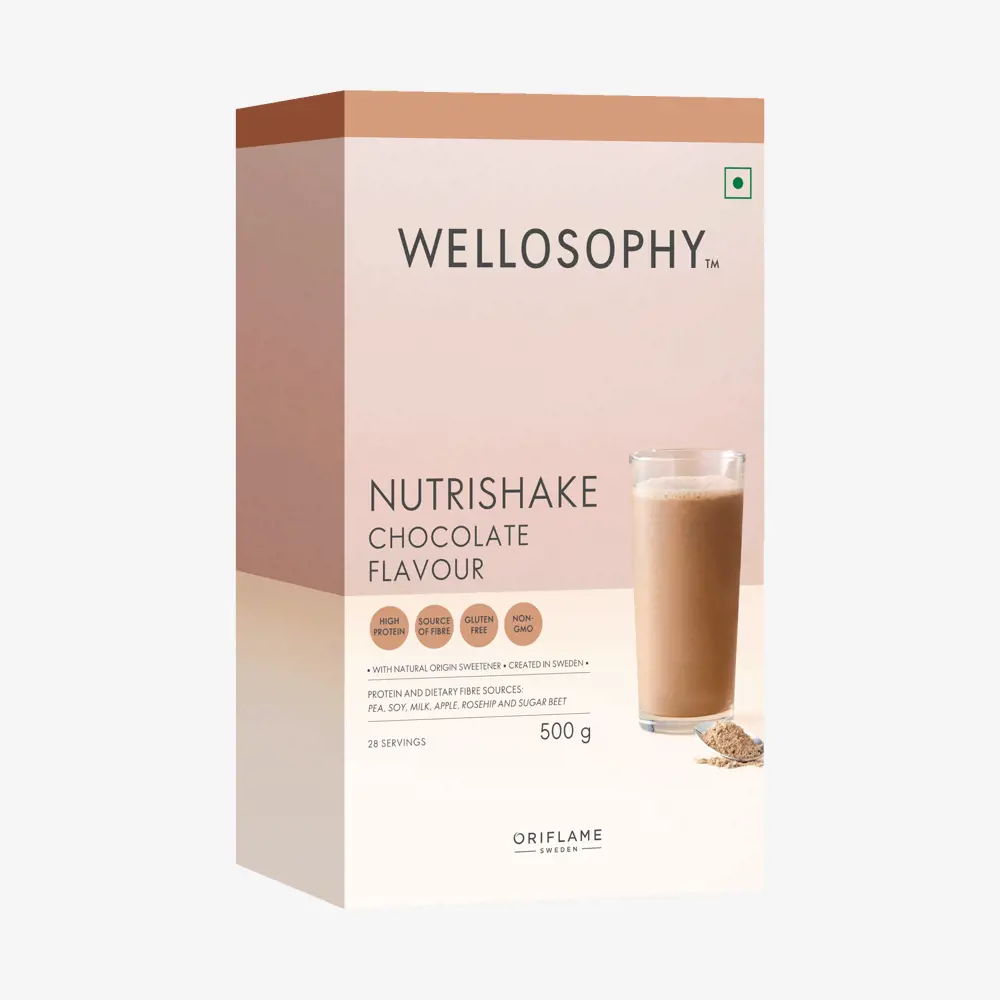 WELLOSOPHY™
NUTRISHAKE
CHOCOLATE
FLAVOUR
HIGH
PROTEIN
SOURCE
OF FIBRE
GLUTEN
FREE
NON-
GMO
• WITH NATURAL ORIGIN SWEETENER • CREATED IN SWEDEN •
PROTEIN AND DIETARY FIBRE SOURCES:
PEA, SOY, MILK, APPLE, ROSEHIP AND SUGAR BEET
28 SERVINGS
500 g
ORIFLAME
SWEDEN